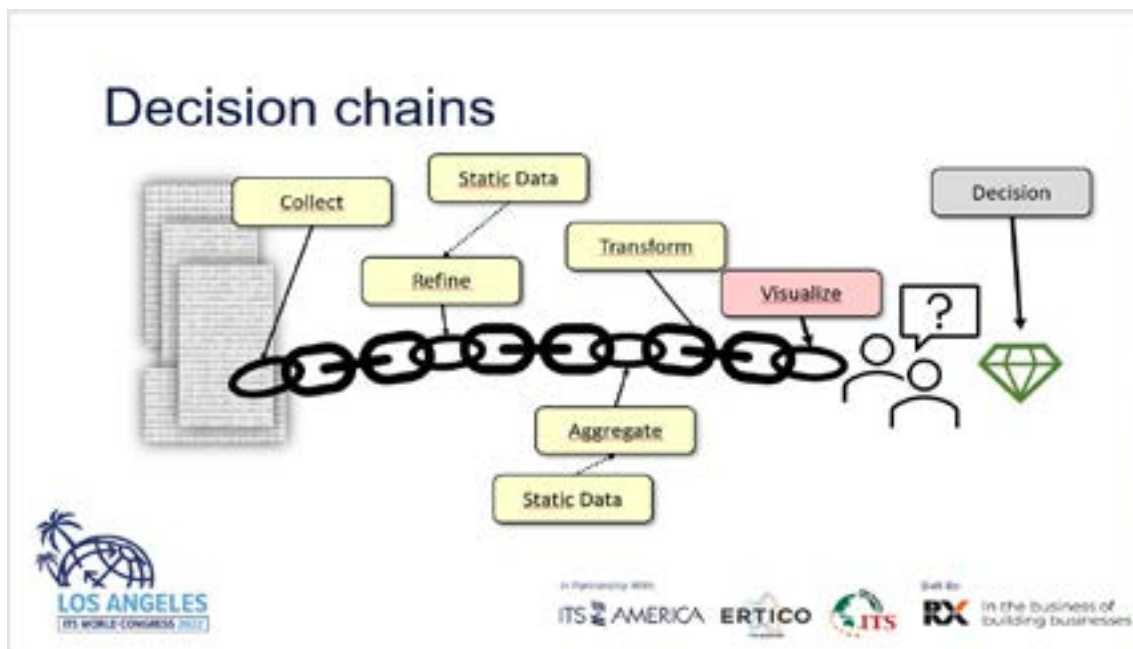 Decision chains
Collect
Static Data
Refine
Transform
Visualize
Decision
?
Aggregate
Static Data
LOS ANGELES
ITS WORLD CONGRESS 2022
In Partnership With:
ITS AMERICA
ERTICO
ITS
Built By:
RX
In the business of
building businesses